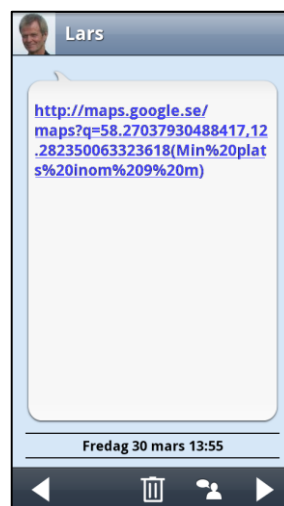 Lars
http://maps.google.se/
maps?q=58.27037930488417,12
.282350063323618(Min%20plat
s%20inom%209%20m)
Fredag 30 mars 13:55